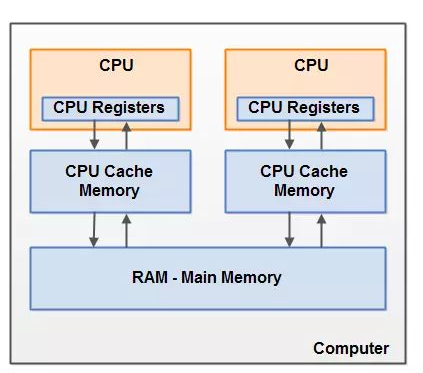 CPU
CPU
CPU Registers
CPU Registers
CPU Cache
Memory
CPU Cache
Memory
RAM - Main Memory
Computer